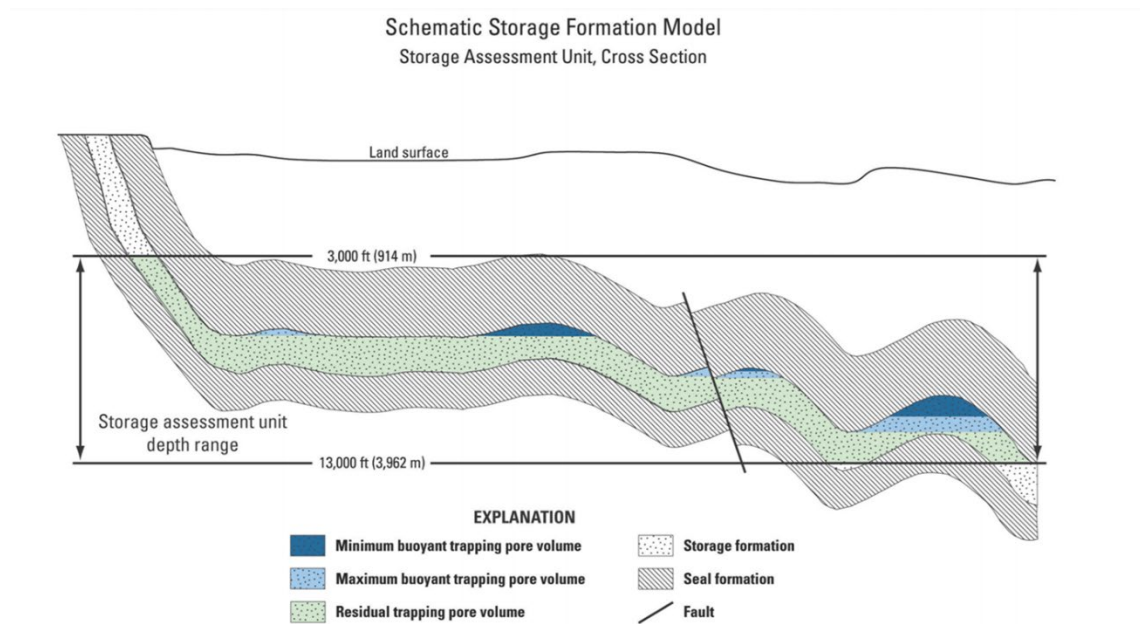 Schematic Storage Formation Model
Storage Assessment Unit, Cross Section
Land surface
3,000 ft (914 m)
Storage assessment unit
depth range
13,000 ft (3,962 m)
EXPLANATION
Minimum buoyant trapping pore volume
Maximum buoyant trapping pore volume
Residual trapping pore volume
Storage formation
Seal formation
Fault